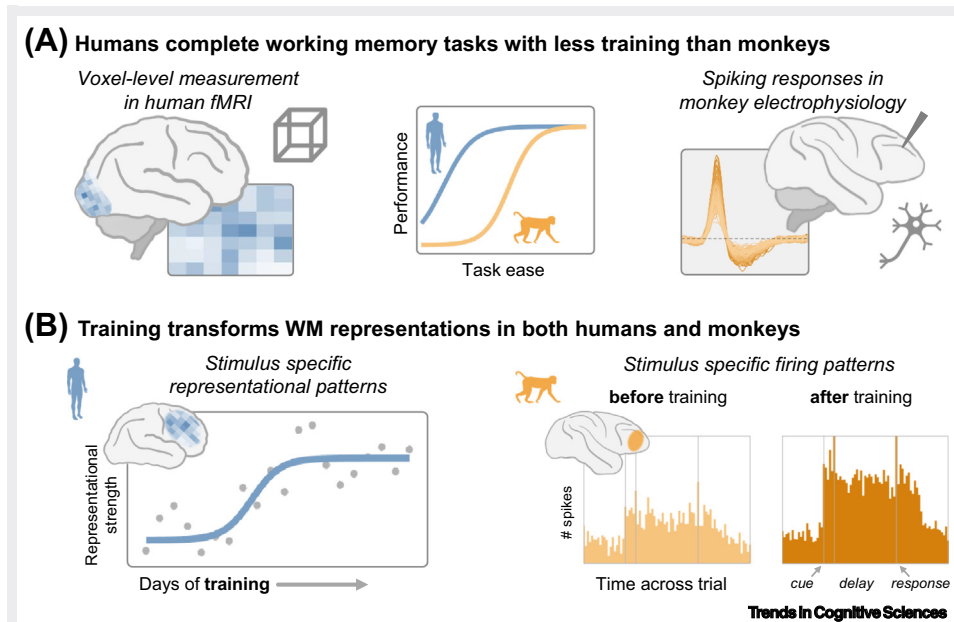 (A) Humans complete working memory tasks with less training than monkeys
Voxel-level measurement
in human fMRI
Spiking responses in
monkey electrophysiology
Performance
Task ease
(B) Training transforms WM representations in both humans and monkeys
Stimulus specific
representational patterns
Stimulus specific firing patterns
before training
after training
Representational
strength
Days of training
# spikes
Time across trial
cue
delay
response
Trends in Cognitive Sciences